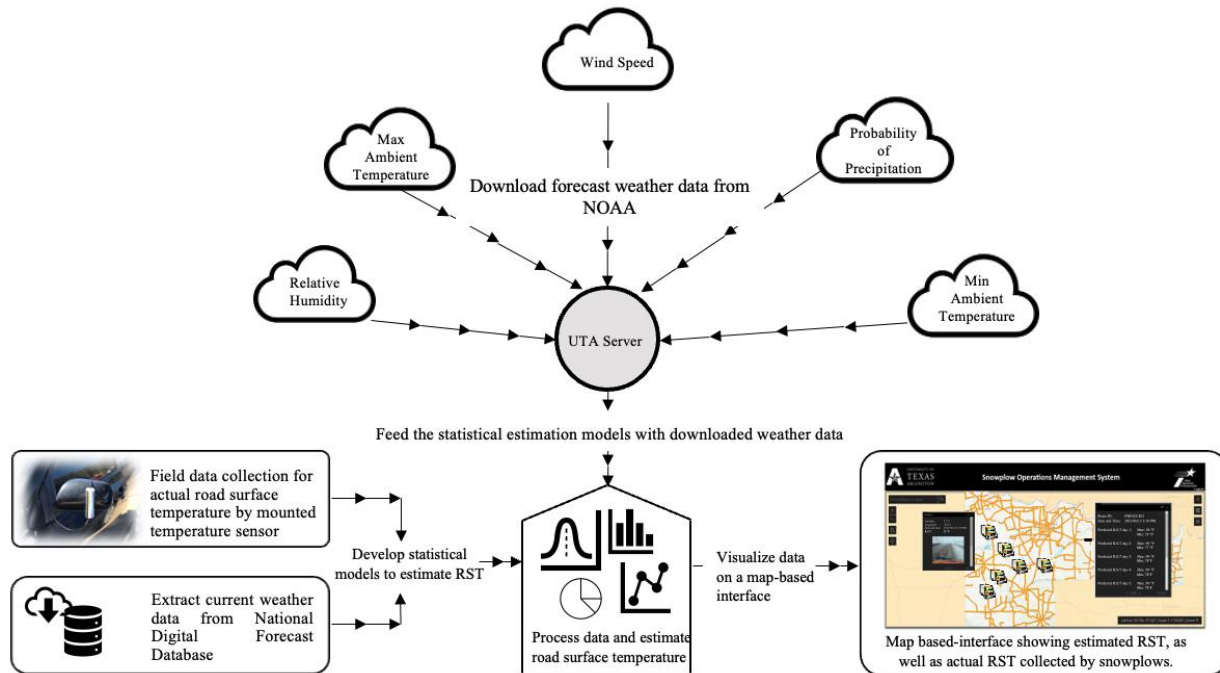 Wind Speed
Max
Ambient
Temperature
Probability
of
Precipitation
Download forecast weather data from
NOAA
Relative
Humidity
Min
Ambient
Temperature
UTA Server
Feed the statistical estimation models with downloaded weather data
Field data collection for
actual road surface
temperature by mounted
temperature sensor
Develop statistical
models to estimate RST
Extract current weather
data from National
Digital Forecast
Database
Process data and estimate
road surface temperature
Visualize data
on a map-based
interface
UNIVERSITY OF
TEXAS
ARLINGTON
Snowplow Operations Management System
Map based-interface showing estimated RST, as
well as actual RST collected by snowplows.